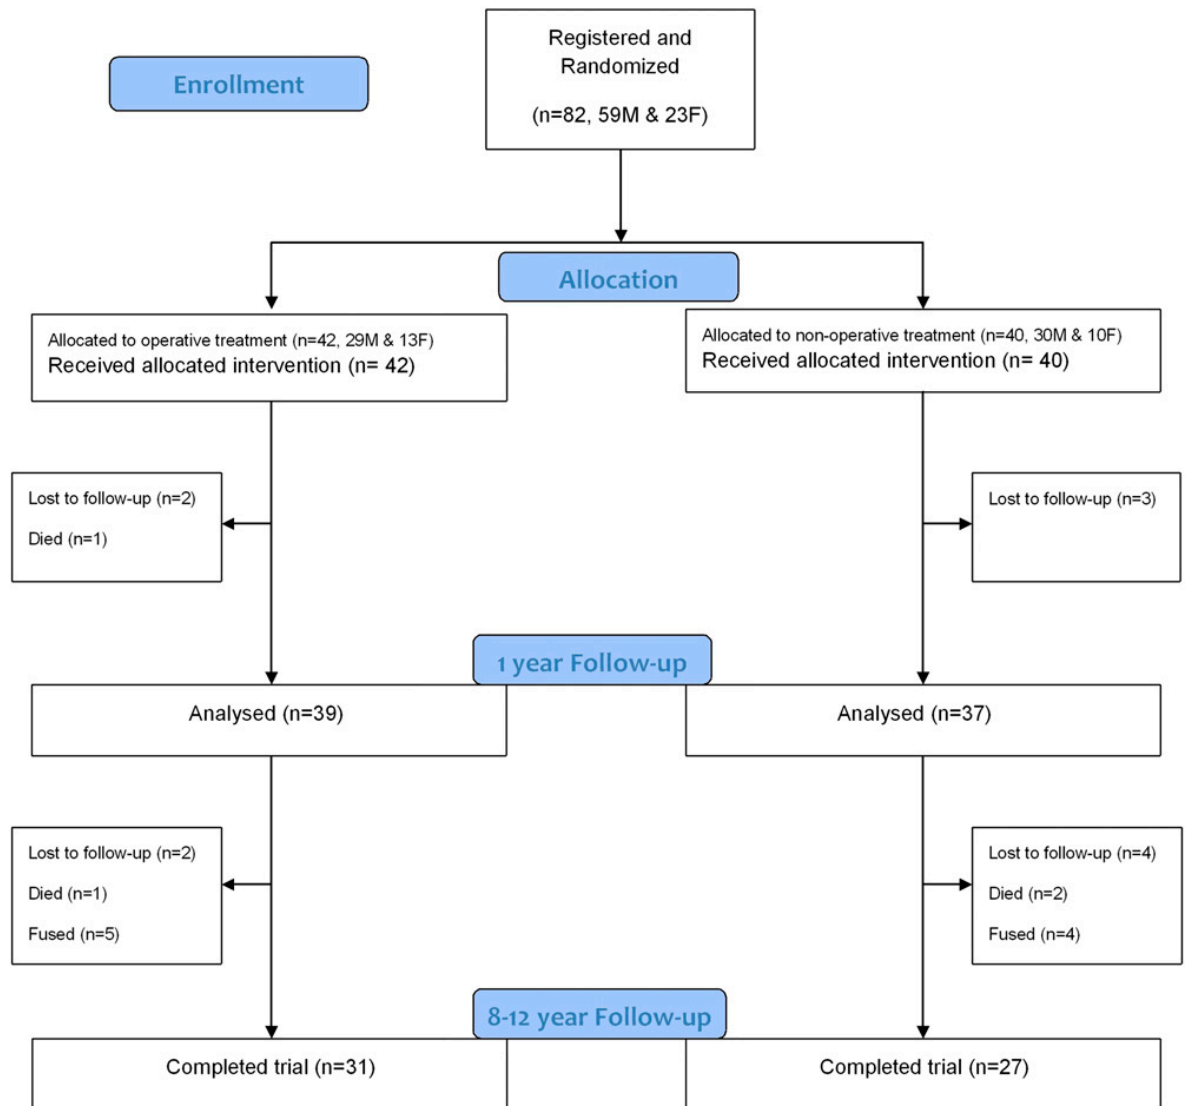 Registered and
Randomized
(n=82, 59M & 23F)
Enrollment
Allocation
Allocated to operative treatment (n=42, 29M & 13F)
Received allocated intervention (n= 42)
Allocated to non-operative treatment (n=40, 30M & 10F)
Received allocated intervention (n= 40)
Lost to follow-up (n=2)
Died (n=1)
Lost to follow-up (n=3)
1 year Follow-up
Analysed (n=39)
Analysed (n=37)
Lost to follow-up (n=2)
Died (n=1)
Fused (n=5)
Lost to follow-up (n=4)
Died (n=2)
Fused (n=4)
8-12 year Follow-up
Completed trial (n=31)
Completed trial (n=27)